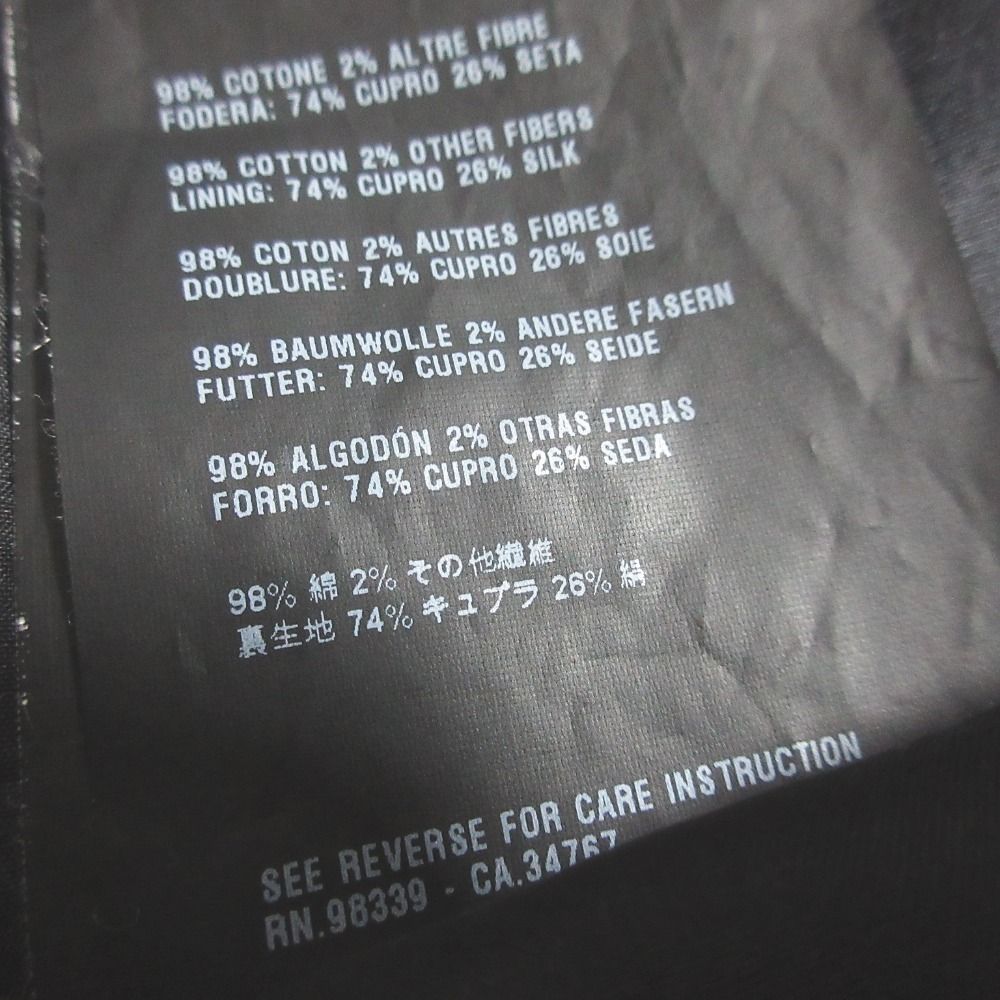 98% COTONE 2% ALTRE FIBRE
FODERA: 74% CUPRO 26% SETA
98% COTTON 2% OTHER FIBERS
LINING: 74% CUPRO 26% SILK
98% COTON 2% AUTRES FIBRES
DOUBLURE: 74% CUPRO 26% SOIE
98% BAUMWOLLE 2% ANDERE FASERN
FUTTER: 74% CUPRO 26% SEIDE
98% ALGODÓN 2% OTRAS FIBRAS
FORRO: 74% CUPRO 26% SEDA
98% 綿 2% その他繊維
裏生地 74% キュプラ 26% 絹
SEE REVERSE FOR CARE INSTRUCTION
RN.98339 - CA.34767